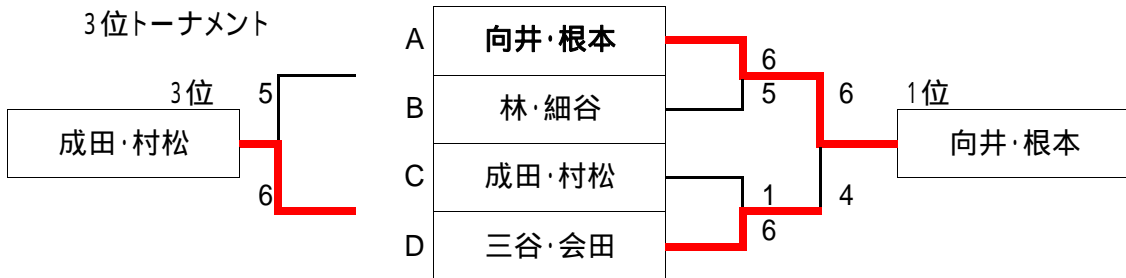 3位トーナメント
A 向井・根本
6
3位 5 5 6 1位
B 林・細谷
成田・村松 向井・根本
C 成田・村松
6 1 4
6
D 三谷・会田